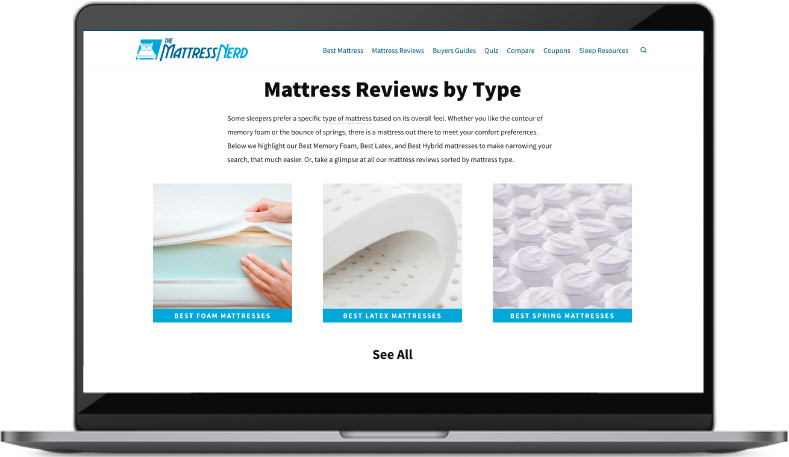 THE
MATTRESS NERD
Best Mattress Mattress Reviews Buyers Guides Quiz Compare Coupons Sleep Resources
Mattress Reviews by Type
Some sleepers prefer a specific type of mattress based on its overall feel. Whether you like the contour of
memory foam or the bounce of springs, there is a mattress out there to meet your comfort preferences.
Below we highlight our Best Memory Foam, Best Latex, and Best Hybrid mattresses to make narrowing your
search, that much easier. Or, take a glimpse at all our mattress reviews sorted by mattress type.
BEST FOAM MATTRESSES
BEST LATEX MATTRESSES
BEST SPRING MATTRESSES
See All